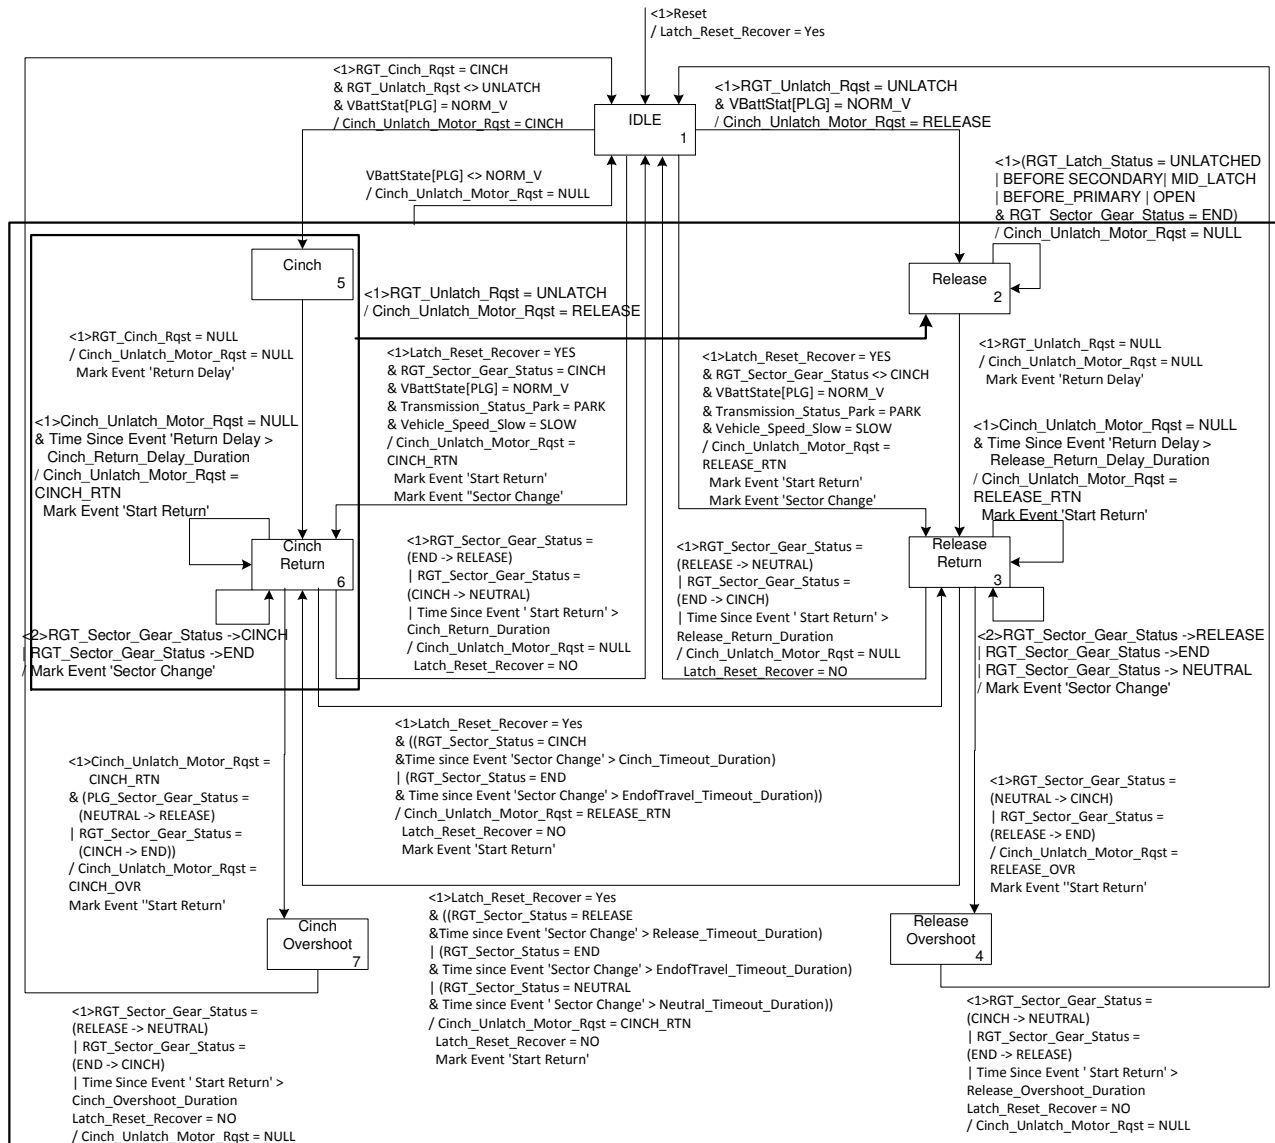 <1>Reset
/ Latch_Reset_Recover = Yes
<1>RGT_Cinch_Rqst = CINCH
& RGT_Unlatch_Rqst <> UNLATCH
& VBattStat[PLG] = NORM_V
/ Cinch_Unlatch_Motor_Rqst = CINCH
IDLE
1
<1>RGT_Unlatch_Rqst = UNLATCH
& VBattStat[PLG] = NORM_V
/ Cinch_Unlatch_Motor_Rqst = RELEASE
VBattState[PLG] <> NORM_V
/ Cinch_Unlatch_Motor_Rqst = NULL
<1>(RGT_Latch_Status = UNLATCHED
| BEFORE SECONDARY| MID_LATCH
| BEFORE_PRIMARY | OPEN
& RGT_Sector_Gear_Status = END)
/ Cinch_Unlatch_Motor_Rqst = NULL
Cinch
5
Release
2
<1>RGT_Unlatch_Rqst = UNLATCH
/ Cinch_Unlatch_Motor_Rqst = RELEASE
<1>RGT_Cinch_Rqst = NULL
/ Cinch_Unlatch_Motor_Rqst = NULL
Mark Event 'Return Delay'
<1>Latch_Reset_Recover = YES
& RGT_Sector_Gear_Status = CINCH
& VBattState[PLG] = NORM_V
& Transmission_Status_Park = PARK
& Vehicle_Speed_Slow = SLOW
/ Cinch_Unlatch_Motor_Rqst =
CINCH_RTN
Mark Event 'Start Return'
Mark Event "Sector Change'
<1>Latch_Reset_Recover = YES
& RGT_Sector_Gear_Status <> CINCH
& VBattState[PLG] = NORM_V
& Transmission_Status_Park = PARK
& Vehicle_Speed_Slow = SLOW
/ Cinch_Unlatch_Motor_Rqst =
RELEASE_RTN
Mark Event 'Start Return'
Mark Event 'Sector Change'
<1>RGT_Unlatch_Rqst = NULL
/ Cinch_Unlatch_Motor_Rqst = NULL
Mark Event 'Return Delay'
<1>Cinch_Unlatch_Motor_Rqst = NULL
& Time Since Event 'Return Delay >
Cinch_Return_Delay_Duration
/ Cinch_Unlatch_Motor_Rqst =
CINCH_RTN
Mark Event 'Start Return'
<1>Cinch_Unlatch_Motor_Rqst = NULL
& Time Since Event 'Return Delay >
Release_Return_Delay_Duration
/ Cinch_Unlatch_Motor_Rqst =
RELEASE_RTN
Mark Event 'Start Return'
Cinch
Return
6
Release
Return
3
<1>RGT_Sector_Gear_Status =
(END -> RELEASE)
| RGT_Sector_Gear_Status =
(CINCH -> NEUTRAL)
| Time Since Event ' Start Return' >
Cinch_Return_Duration
/ Cinch_Unlatch_Motor_Rqst = NULL
Latch_Reset_Recover = NO
<1>RGT_Sector_Gear_Status =
(RELEASE -> NEUTRAL)
| RGT_Sector_Gear_Status =
(END -> CINCH)
| Time Since Event ' Start Return' >
Release_Return_Duration
/ Cinch_Unlatch_Motor_Rqst = NULL
Latch_Reset_Recover = NO
<2>RGT_Sector_Gear_Status ->CINCH
| RGT_Sector_Gear_Status ->END
/ Mark Event 'Sector Change'
<2>RGT_Sector_Gear_Status ->RELEASE
| RGT_Sector_Gear_Status ->END
| RGT_Sector_Gear_Status -> NEUTRAL
/ Mark Event 'Sector Change'
<1>Latch_Reset_Recover = Yes
& ((RGT_Sector_Status = CINCH
&Time since Event 'Sector Change' > Cinch_Timeout_Duration)
| (RGT_Sector_Status = END
& Time since Event 'Sector Change' > EndofTravel_Timeout_Duration))
/ Cinch_Unlatch_Motor_Rqst = RELEASE_RTN
Latch_Reset_Recover = NO
Mark Event 'Start Return'
<1>Cinch_Unlatch_Motor_Rqst =
CINCH_RTN
& (PLG_Sector_Gear_Status =
(NEUTRAL -> RELEASE)
| RGT_Sector_Gear_Status =
(CINCH -> END))
/ Cinch_Unlatch_Motor_Rqst =
CINCH_OVR
Mark Event "Start Return'
<1>RGT_Sector_Gear_Status =
(NEUTRAL -> CINCH)
| RGT_Sector_Gear_Status =
(RELEASE -> END)
/ Cinch_Unlatch_Motor_Rqst =
RELEASE_OVR
Mark Event "Start Return'
Cinch
Overshoot
7
Release
Overshoot
4
<1>Latch_Reset_Recover = Yes
& ((RGT_Sector_Status = RELEASE
&Time since Event 'Sector Change' > Release_Timeout_Duration)
| (RGT_Sector_Status = END
& Time since Event 'Sector Change' > EndofTravel_Timeout_Duration)
| (RGT_Sector_Status = NEUTRAL
& Time since Event ' Sector Change' > Neutral_Timeout_Duration))
/ Cinch_Unlatch_Motor_Rqst = CINCH_RTN
Latch_Reset_Recover = NO
Mark Event 'Start Return'
<1>RGT_Sector_Gear_Status =
(RELEASE -> NEUTRAL)
| RGT_Sector_Gear_Status =
(END -> CINCH)
| Time Since Event ' Start Return' >
Cinch_Overshoot_Duration
Latch_Reset_Recover = NO
/ Cinch_Unlatch_Motor_Rqst = NULL
<1>RGT_Sector_Gear_Status =
(CINCH -> NEUTRAL)
| RGT_Sector_Gear_Status =
(END -> RELEASE)
| Time Since Event ' Start Return' >
Release_Overshoot_Duration
Latch_Reset_Recover = NO
/ Cinch_Unlatch_Motor_Rqst = NULL